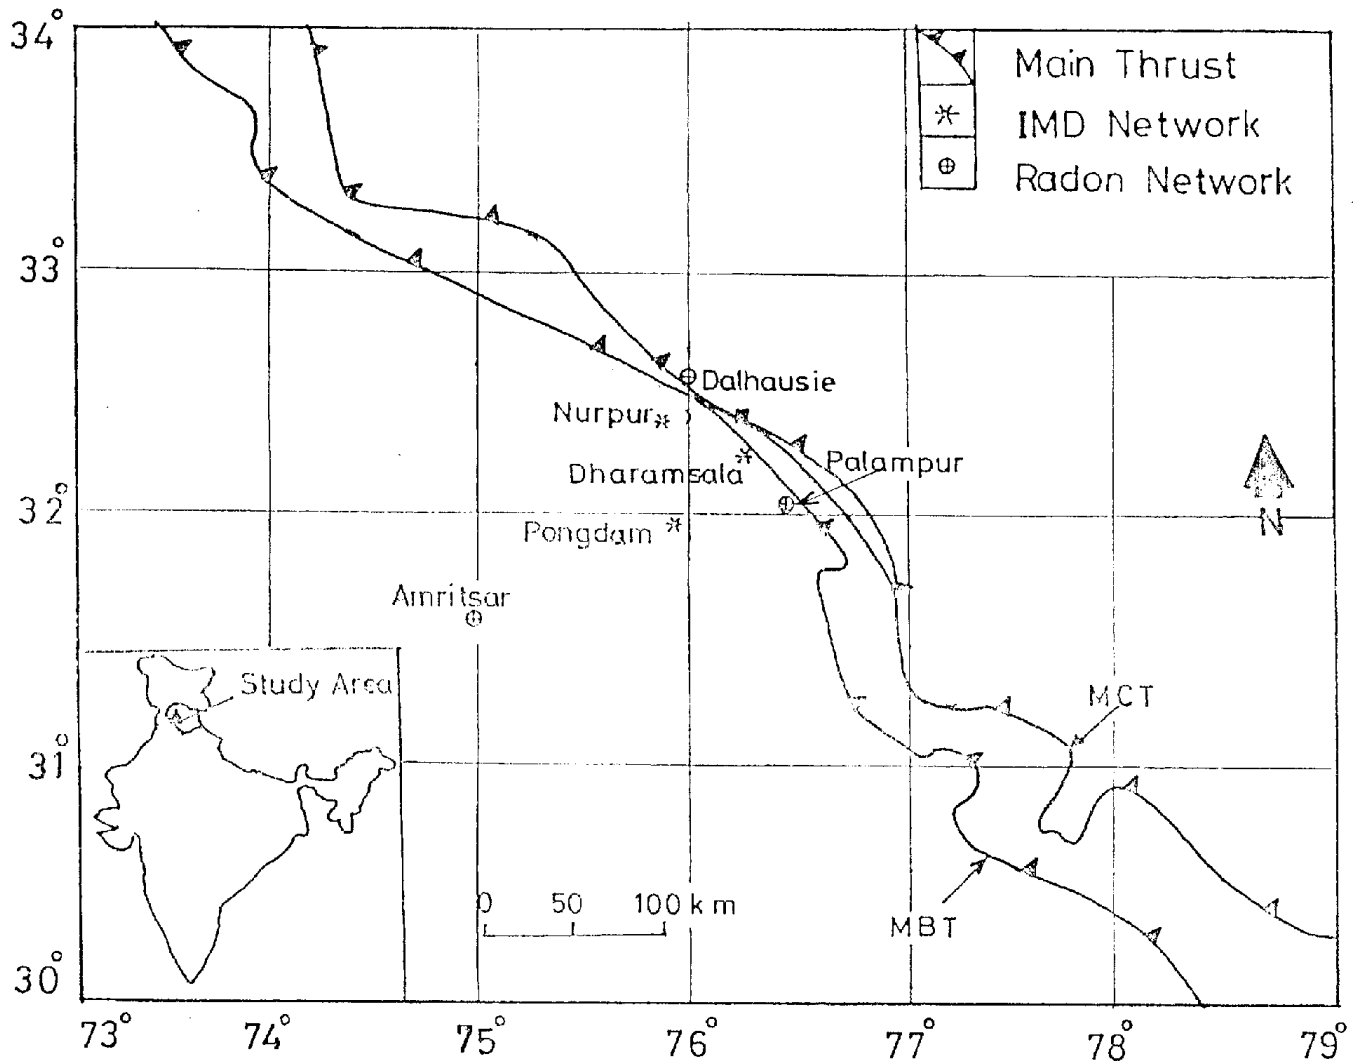 34°
33°
32°
31°
30°
73°
74°
75°
76°
77°
78°
79°
Main Thrust
IMD Network
Radon Network
Dalhausie
Nurpur
Dharamsala
Palampur
Pongdam
Amritsar
N
Study Area
MCT
MBT
0 50 100 km